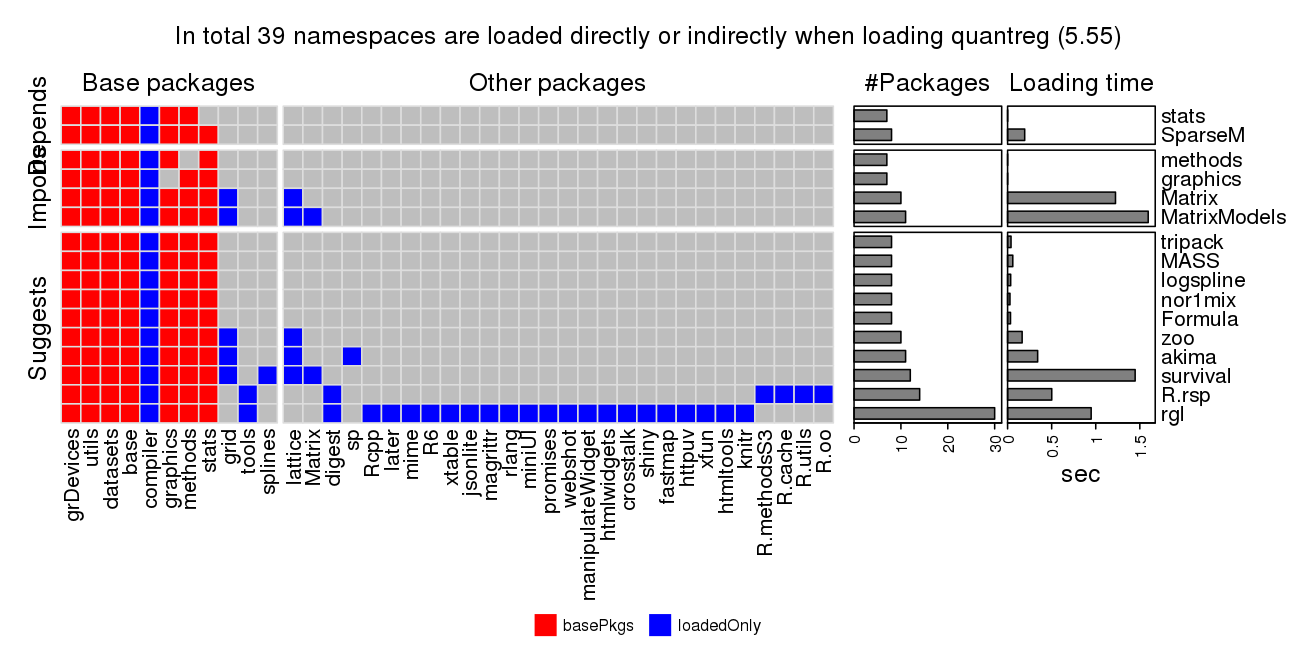 In total 39 namespaces are loaded directly or indirectly when loading quantreg (5.55)
Base packages
Other packages
#Packages
Loading time
Depends
Imports
Suggests
stats
SparseM
methods
graphics
Matrix
MatrixModels
tripack
MASS
logspline
nor1mix
Formula
zoo
akima
survival
R.rsp
rgl
grDevices
utils
datasets
base
compiler
graphics
methods
stats
grid
tools
splines
lattice
Matrix
digest
sp
Rcpp
later
mime
R6
xtable
jsonlite
magrittr
rlang
miniUI
promises
webshot
manipulateWidget
htmlwidgets
crosstalk
shiny
fastmap
httpuv
xfun
htmltools
knitr
R.methodsS3
R.cache
R.utils
R.oo
0
10
20
30
0
0.5
1
1.5
sec
basePkgs
loadedOnly